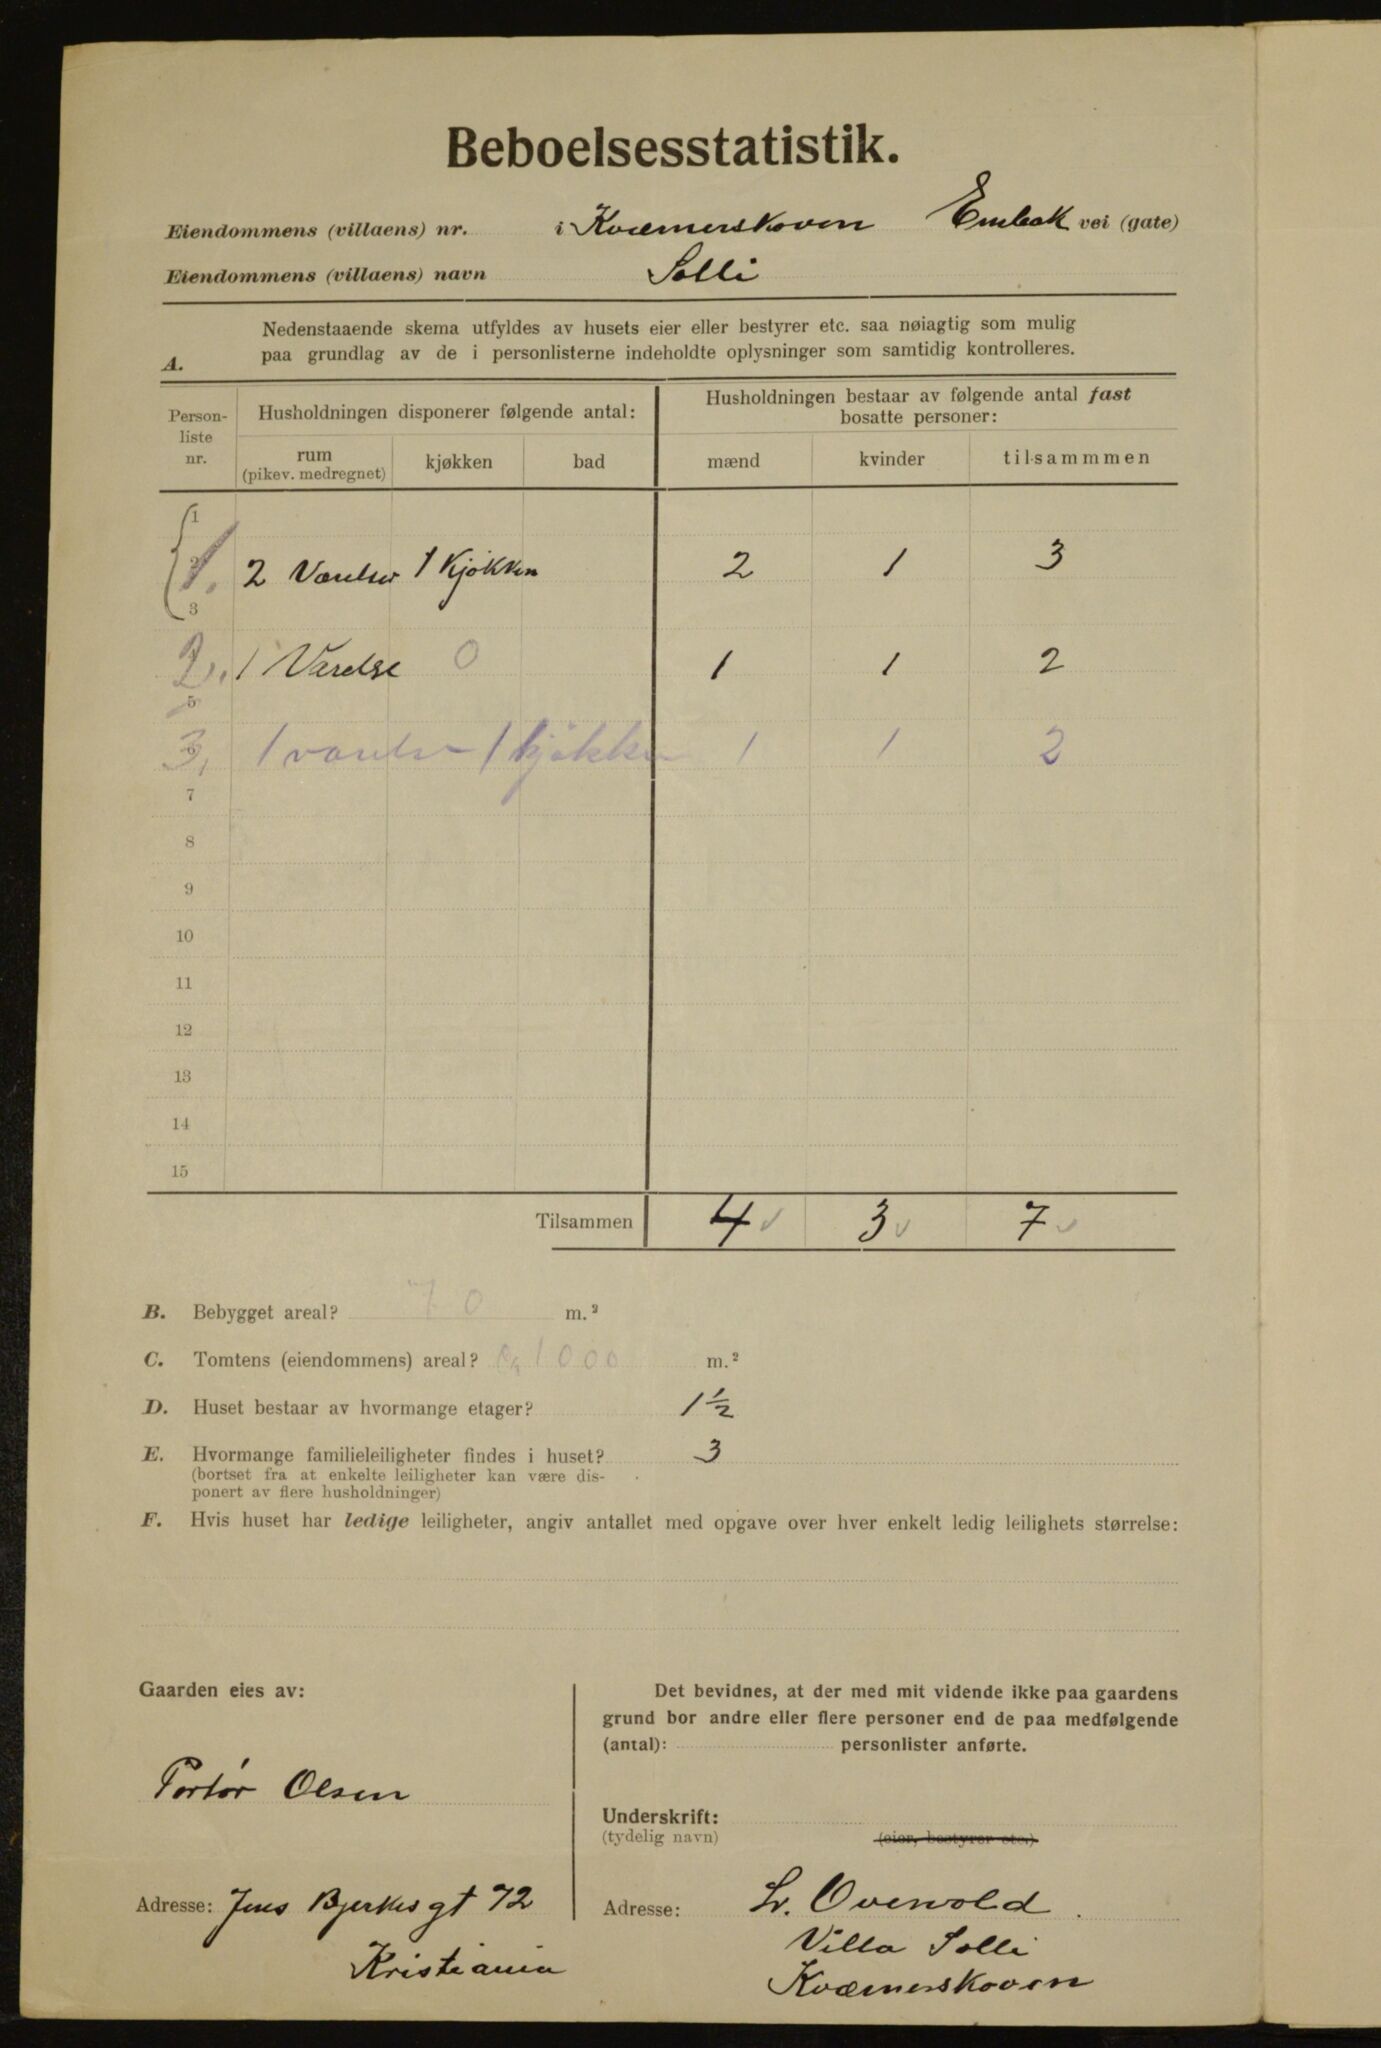 Beboelsesstatistik.
Eiendommens (villaens) nr. i Kværnerskoven Enebak vei (gate)
Eiendommens (villaens) navn Solli
Nedenstaaende skema utfyldes av husets eier eller bestyrer etc. saa nøiagtig som mulig
A. paa grundlag av de i personlisterne indeholdte oplysninger som samtidig kontrolleres.
Person-liste nr. Husholdningen disponerer følgende antal: Husholdningen bestaar av følgende antal fast bosatte personer:
rum (pikev. medregnet) kjøkken bad mænd kvinder tilsammmen
1
1. 2 Værelser 1 Kjøkken 2 1 3
3
2. 1 Værelse 0 1 1 2
5
3, 1 værelse 1 kjøkken 1 1 2
7
8
9
10
11
12
13
14
15
Tilsammen 4 3 7
B. Bebygget areal? 70 m.²
C. Tomtens (eiendommens) areal? Ca 1000 m.²
D. Huset bestaar av hvormange etager? 1½
E. Hvormange familieleiligheter findes i huset? 3
(bortset fra at enkelte leiligheter kan være dis-
ponert av flere husholdninger)
F. Hvis huset har ledige leiligheter, angiv antallet med opgave over hver enkelt ledig leilighets størrelse:
Gaarden eies av:
Portør Olsen
Adresse: Jens Bjerkes gt 72
Kristiania
Det bevidnes, at der med mit vidende ikke paa gaardens
grund bor andre eller flere personer end de paa medfølgende
(antal): personlister anførte.
Underskrift:
(tydelig navn) (eier, bestyrer etc.)
Adresse: Overvold
Villa Solli
Kværnerskoven